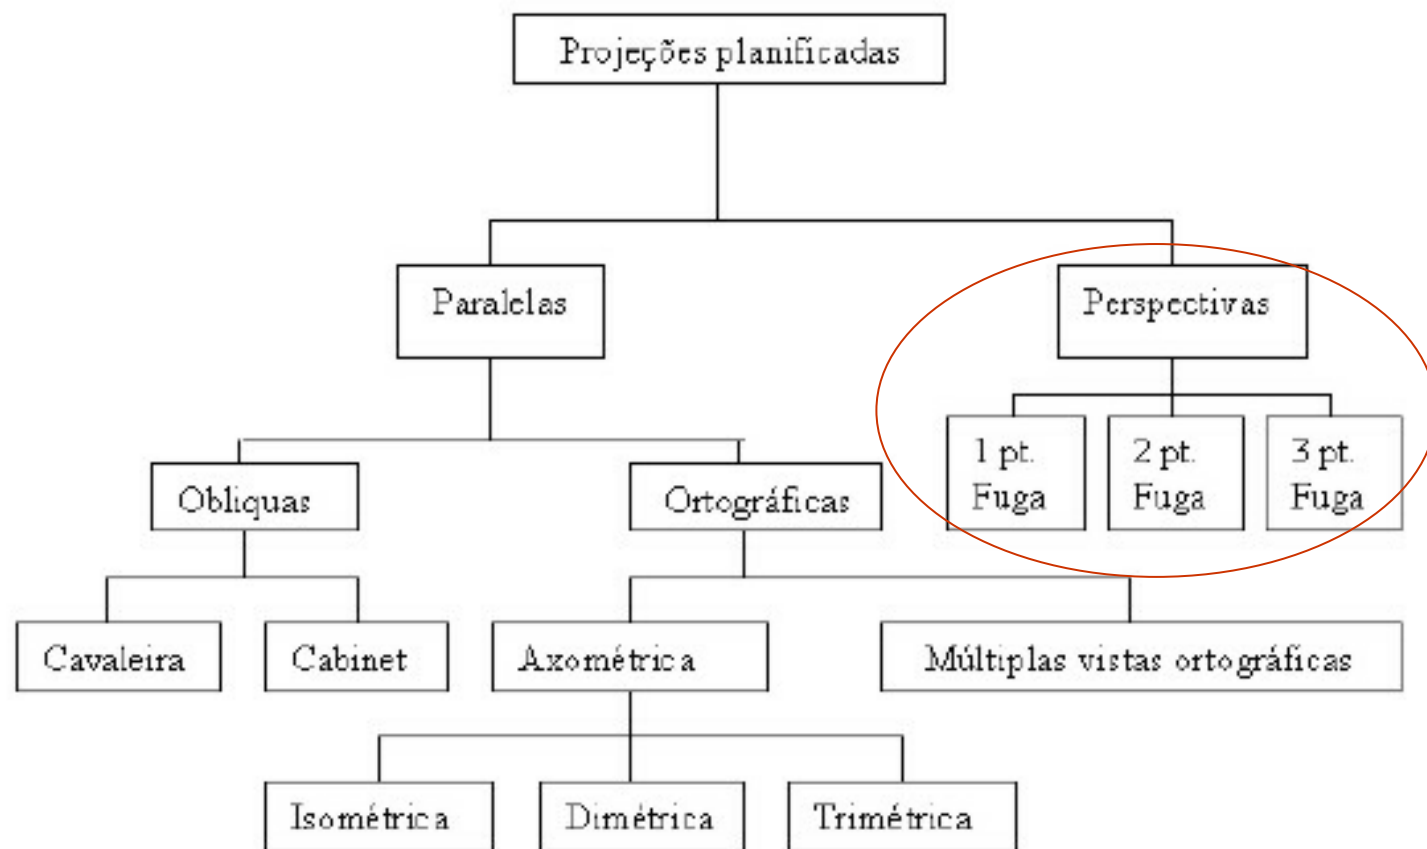 Projeções planificadas
Paralelas
Perspectivas
1 pt.
Fuga
2 pt.
Fuga
3 pt.
Fuga
Obliquas
Ortográficas
Cavaleira
Cabinet
Axométrica
Múltiplas vistas ortográficas
Isométrica
Dimétrica
Trimétrica